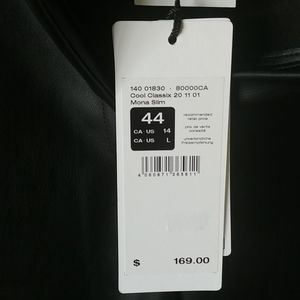 140 01830 - 80000CA
Cool Classix 20 11 01
Mona Slim
44
CA·US 14
CA·US L
recommended
retail price
prix de vente
conseillé
unverbindliche
Preisempfehlung
$ 169.00